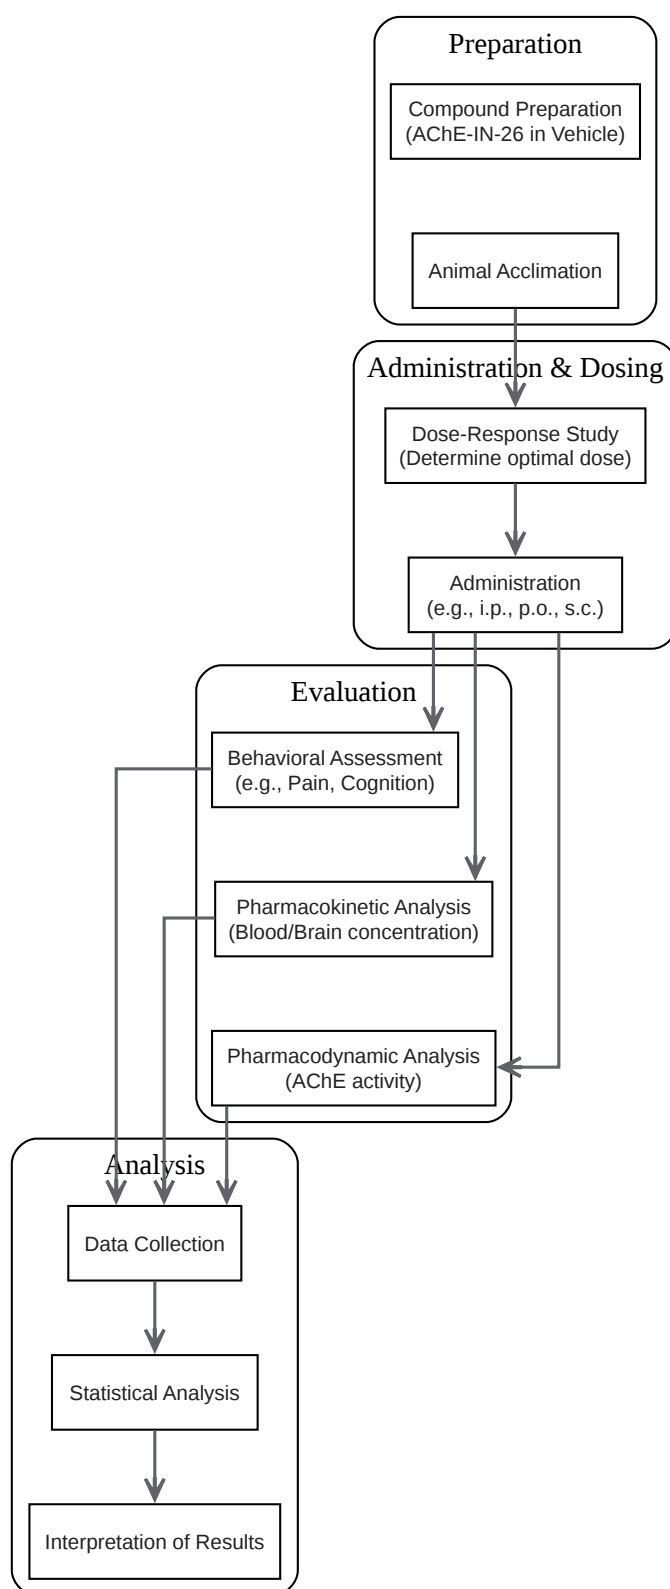 Preparation
Compound Preparation
(AChE-IN-26 in Vehicle)
Animal Acclimation
Administration & Dosing
Dose-Response Study
(Determine optimal dose)
Administration
(e.g., i.p., p.o., s.c.)
Evaluation
Behavioral Assessment
(e.g., Pain, Cognition)
Pharmacokinetic Analysis
(Blood/Brain concentration)
Pharmacodynamic Analysis
(AChE activity)
Analysis
Data Collection
Statistical Analysis
Interpretation of Results